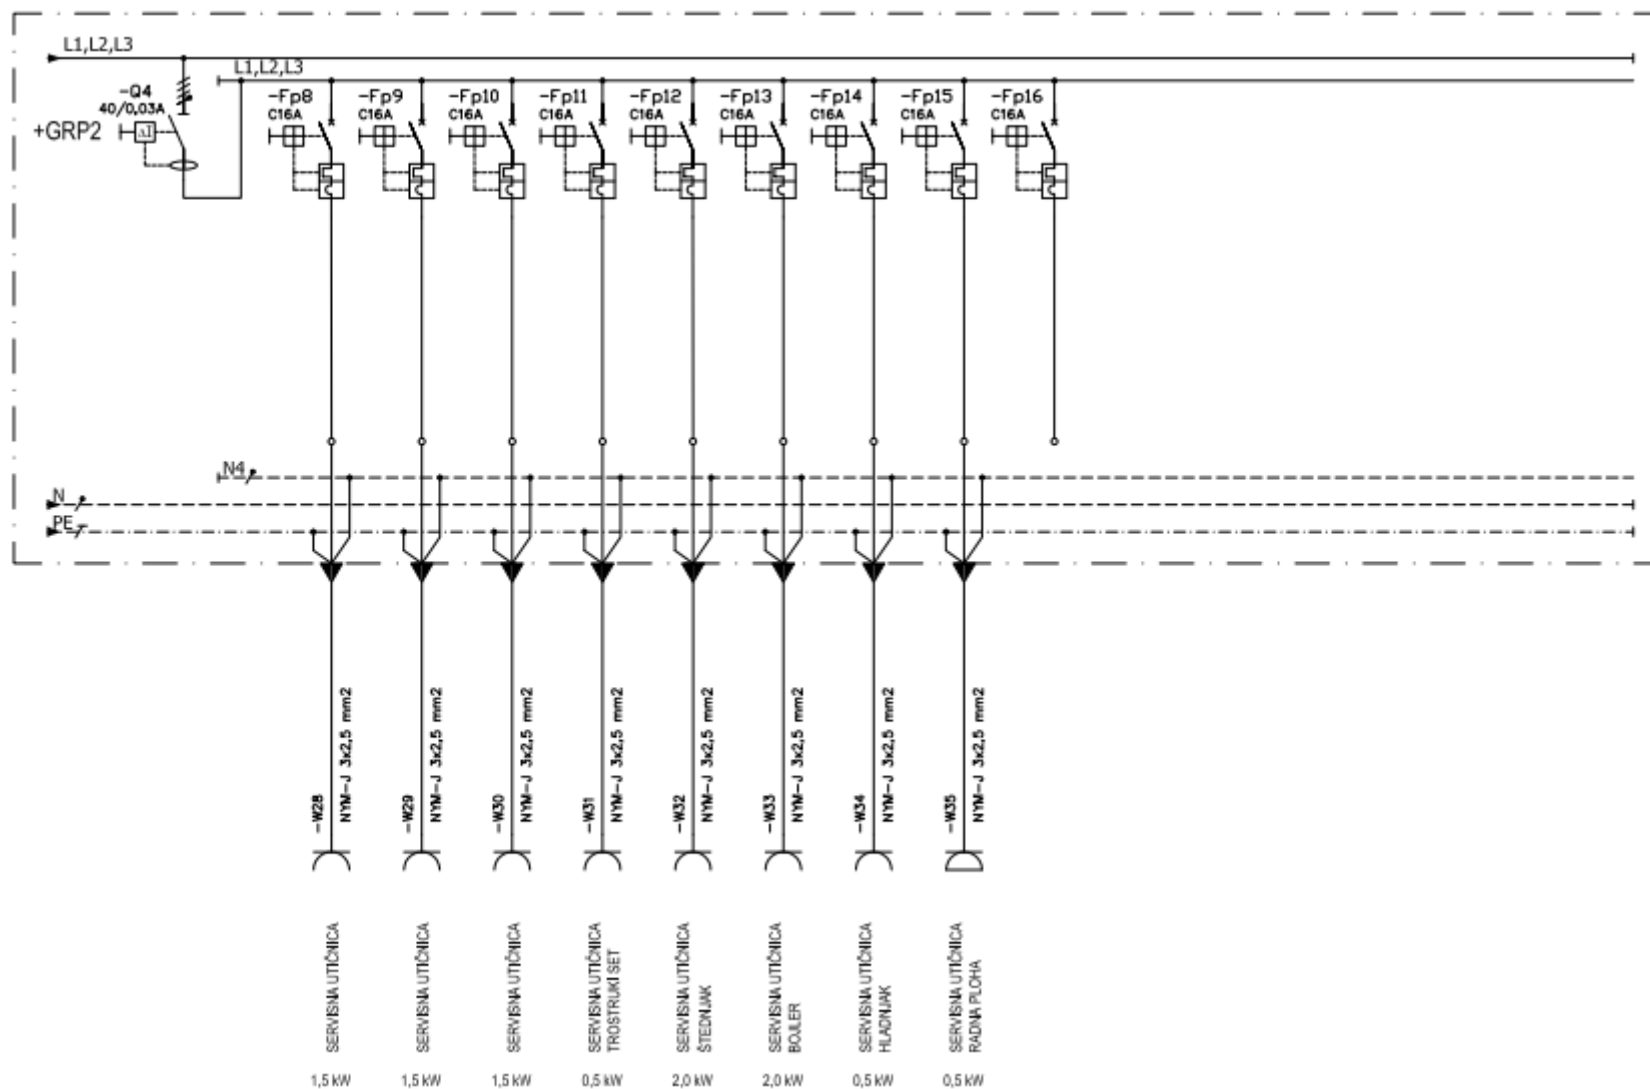 L1,L2,L3
L1,L2,L3
-Q4
40/0,03A
+GRP2
ΔI
-Fp8
C16A
-Fp9
C16A
-Fp10
C16A
-Fp11
C16A
-Fp12
C16A
-Fp13
C16A
-Fp14
C16A
-Fp15
C16A
-Fp16
C16A
N4
N
PE
-W28
NYM-J 3x2,5 mm2
-W29
NYM-J 3x2,5 mm2
-W30
NYM-J 3x2,5 mm2
-W31
NYM-J 3x2,5 mm2
-W32
NYM-J 3x2,5 mm2
-W33
NYM-J 3x2,5 mm2
-W34
NYM-J 3x2,5 mm2
-W35
NYM-J 3x2,5 mm2
SERVISNA UTIČNICA
SERVISNA UTIČNICA
SERVISNA UTIČNICA
SERVISNA UTIČNICA
TROSTRUKI SET
SERVISNA UTIČNICA
ŠTEDNJAK
SERVISNA UTIČNICA
BOJLER
SERVISNA UTIČNICA
HLADNJAK
SERVISNA UTIČNICA
RADNA PLOHA
1,5 kW
1,5 kW
1,5 kW
0,5 kW
2,0 kW
2,0 kW
0,5 kW
0,5 kW